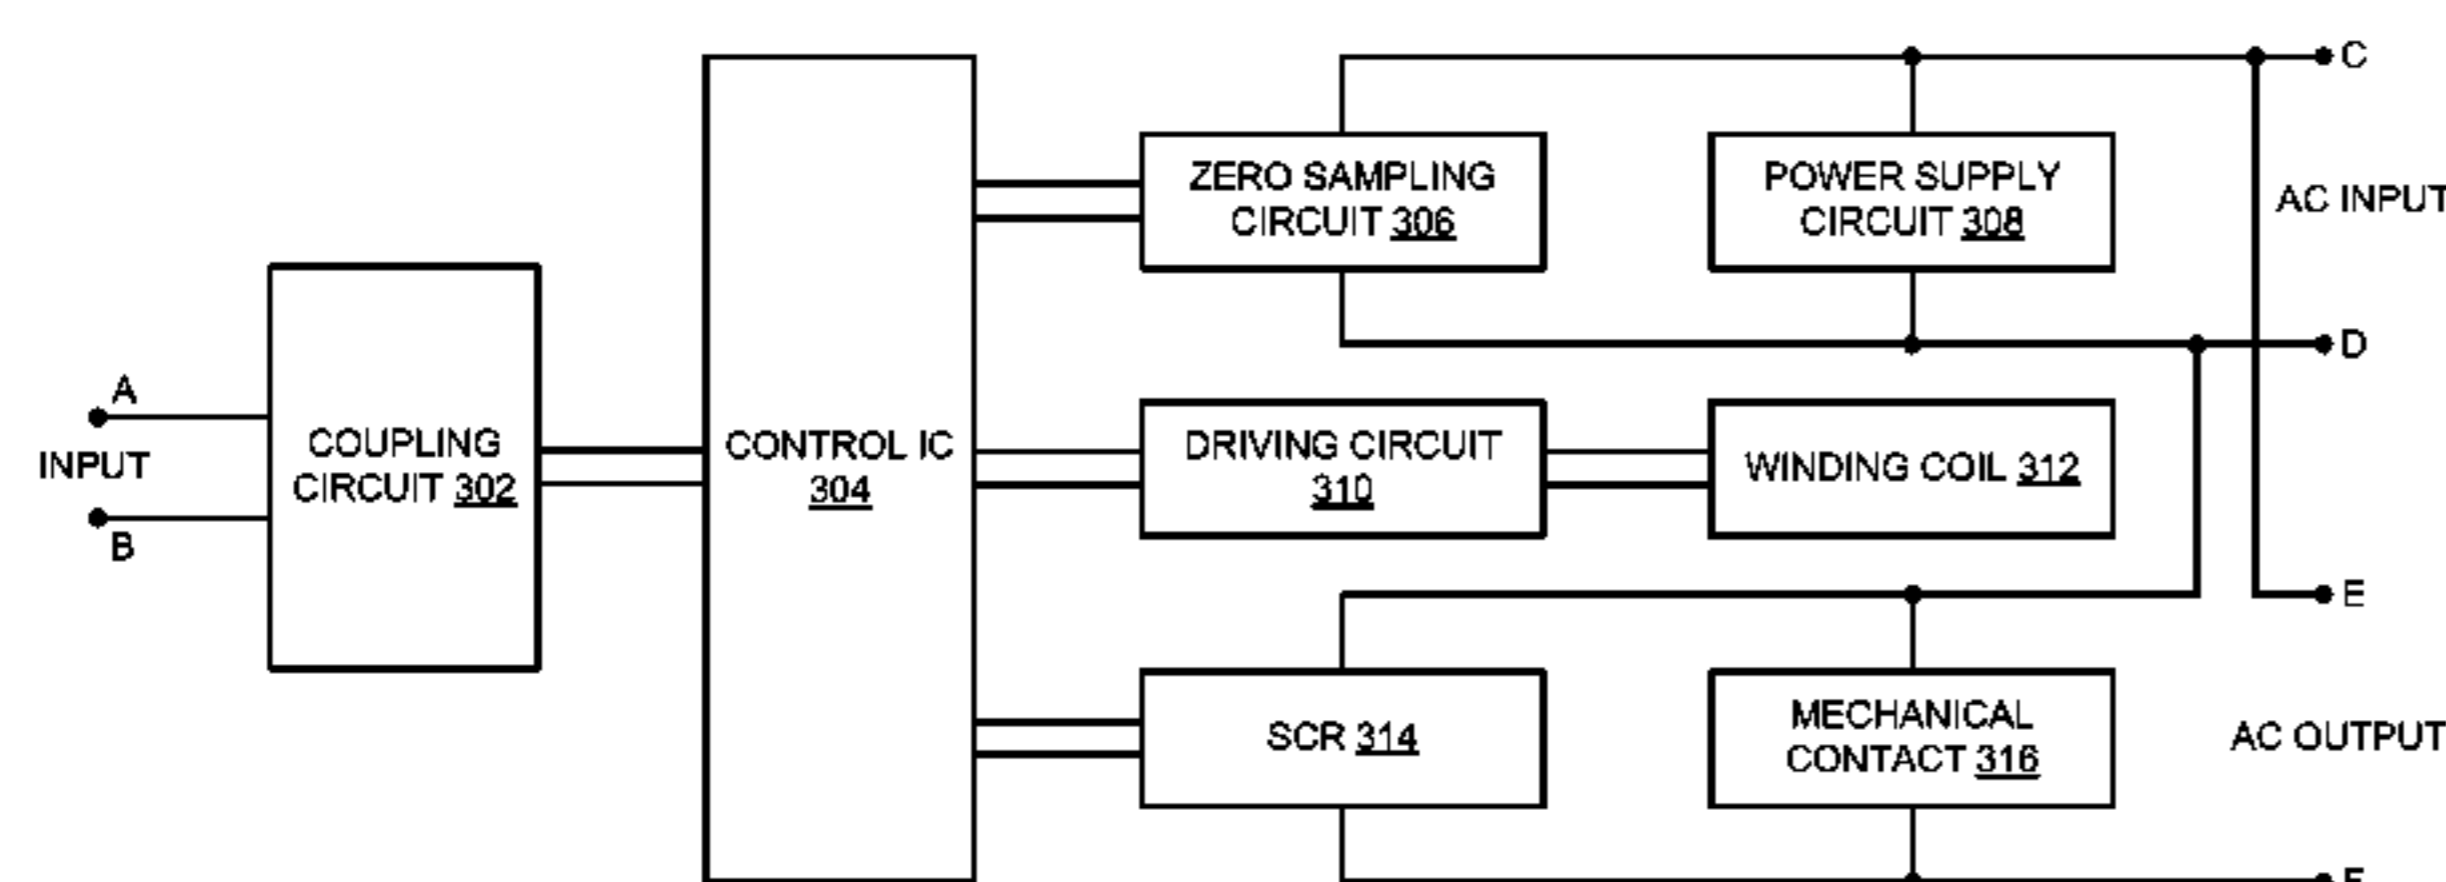 C
ZERO SAMPLING
CIRCUIT 306
POWER SUPPLY
CIRCUIT 308
AC INPUT
D
A
INPUT
B
COUPLING
CIRCUIT 302
CONTROL IC
304
DRIVING CIRCUIT
310
WINDING COIL 312
E
SCR 314
MECHANICAL
CONTACT 316
AC OUTPUT